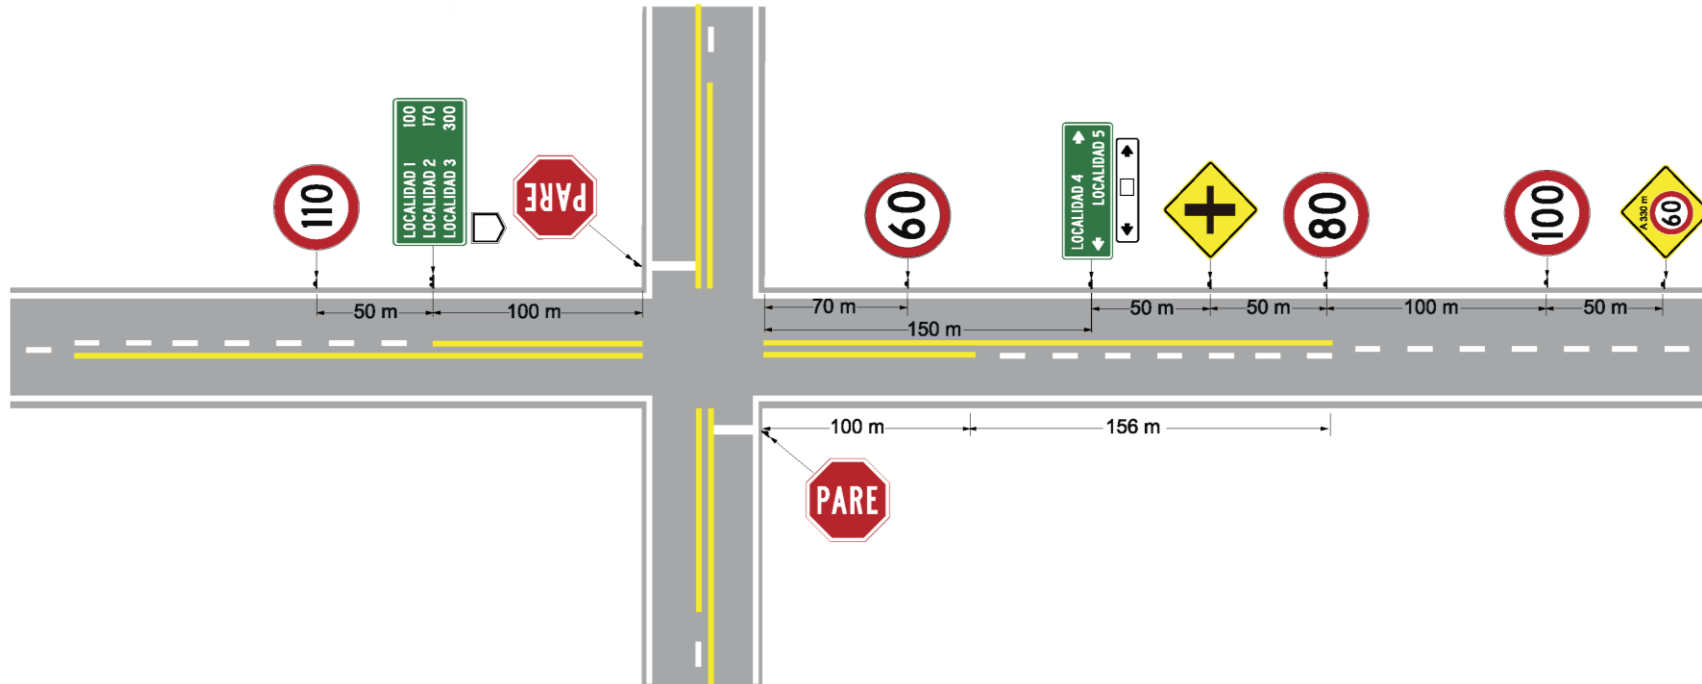 110
LOCALIDAD 1 100
LOCALIDAD 2 170
LOCALIDAD 3 300
PARE
60
LOCALIDAD 4
LOCALIDAD 5
80
100
A 330 m
60
50 m
100 m
70 m
150 m
50 m
50 m
100 m
50 m
100 m
156 m
PARE